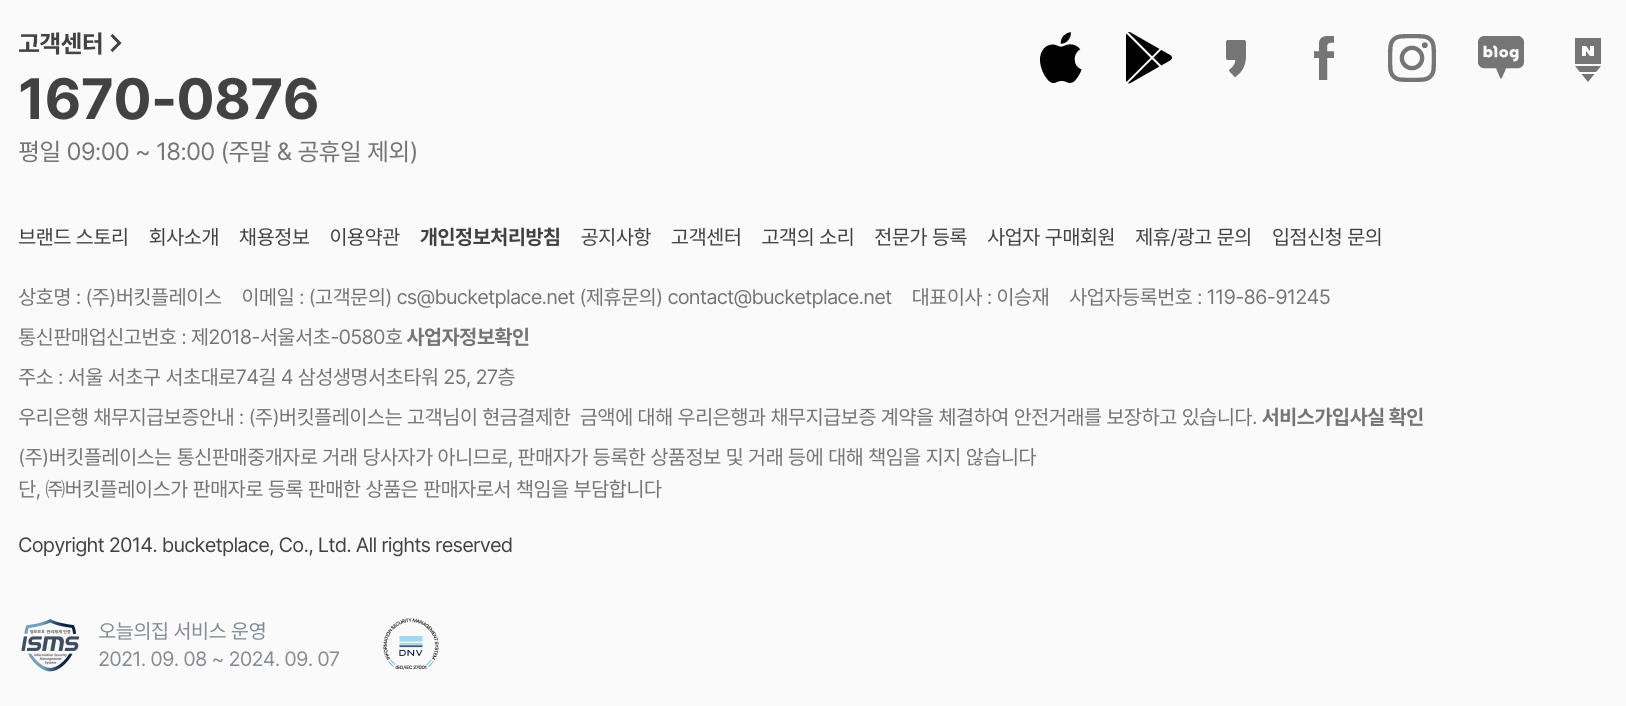 고객센터
1670-0876
평일 09:00 ~ 18:00 (주말 & 공휴일 제외)
blog
N
브랜드 스토리 회사소개 채용정보 이용약관 개인정보처리방침 공지사항 고객센터 고객의 소리 전문가 등록 사업자 구매회원 제휴/광고 문의 입점신청 문의
상호명 : (주)버킷플레이스 이메일 : (고객문의) cs@bucketplace.net (제휴문의) contact@bucketplace.net 대표이사 : 이승재 사업자등록번호 : 119-86-91245
통신판매업신고번호 : 제2018-서울서초-0580호 사업자정보확인
주소 : 서울 서초구 서초대로74길 4 삼성생명서초타워 25, 27층
우리은행 채무지급보증안내 : (주)버킷플레이스는 고객님이 현금결제한 금액에 대해 우리은행과 채무지급보증 계약을 체결하여 안전거래를 보장하고 있습니다. 서비스가입사실 확인
(주)버킷플레이스는 통신판매중개자로 거래 당사자가 아니므로, 판매자가 등록한 상품정보 및 거래 등에 대해 책임을 지지 않습니다
단, ㈜버킷플레이스가 판매자로 등록 판매한 상품은 판매자로서 책임을 부담합니다
Copyright 2014. bucketplace, Co., Ltd. All rights reserved
ISMS
Information Security
Management
System
오늘의집 서비스 운영
2021. 09. 08 ~ 2024. 09. 07
INFORMATION SECURITY MANAGEMENT SYSTEM
DNV
ISO/IEC 27001